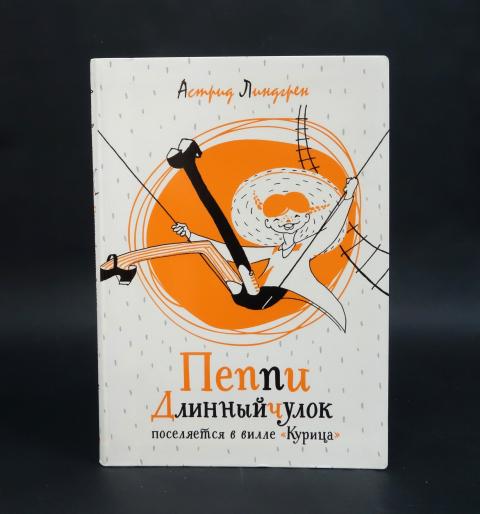 Астрид Линдгрен
Пеппи
Длинныйчулок
поселяется в вилле «Курица»